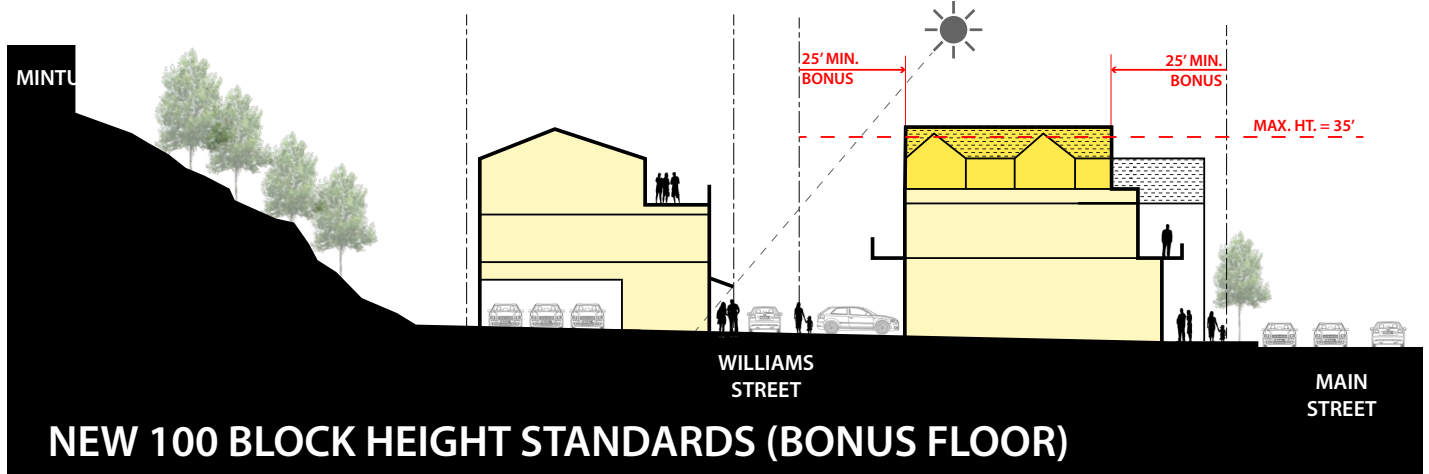 MINTU
25' MIN.
BONUS
25' MIN.
BONUS
MAX. HT. = 35'
WILLIAMS
STREET
MAIN
STREET
NEW 100 BLOCK HEIGHT STANDARDS (BONUS FLOOR)